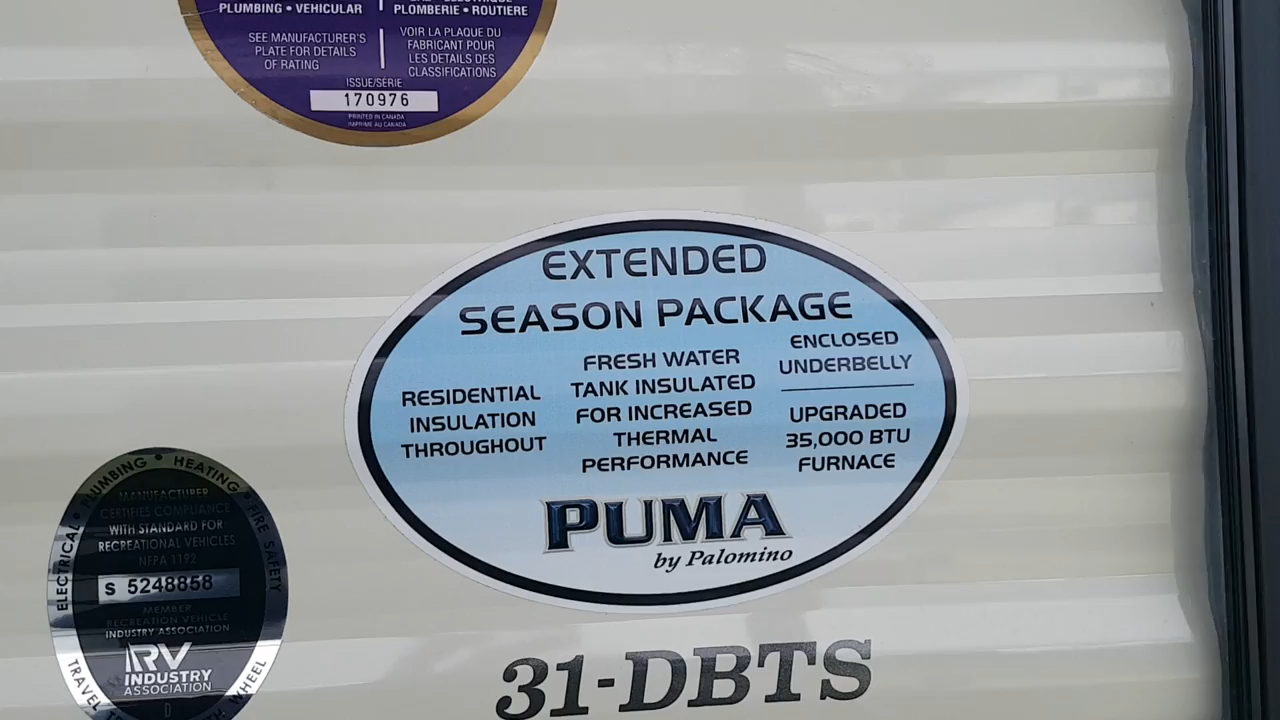 PLUMBING • VEHICULAR
PLOMBERIE • ROUTIERE
SEE MANUFACTURER'S
PLATE FOR DETAILS
OF RATING
VOIR LA PLAQUE DU
FABRICANT POUR
LES DETAILS DES
CLASSIFICATIONS
ISSUE/SERIE
170976
PRINTED IN CANADA
IMPRIME AU CANADA
EXTENDED
SEASON PACKAGE
RESIDENTIAL
INSULATION
THROUGHOUT
FRESH WATER
TANK INSULATED
FOR INCREASED
THERMAL
PERFORMANCE
ENCLOSED
UNDERBELLY
UPGRADED
35,000 BTU
FURNACE
PUMA
by Palomino
ELECTRICAL • PLUMBING • HEATING • FIRE SAFETY
MANUFACTURER
CERTIFIES COMPLIANCE
WITH STANDARD FOR
RECREATIONAL VEHICLES
NFPA 1192
S 5248858
MEMBER
RECREATION VEHICLE
INDUSTRY ASSOCIATION
RV
INDUSTRY
ASSOCIATION
D
TRAVEL
WHEEL
31-DBTS